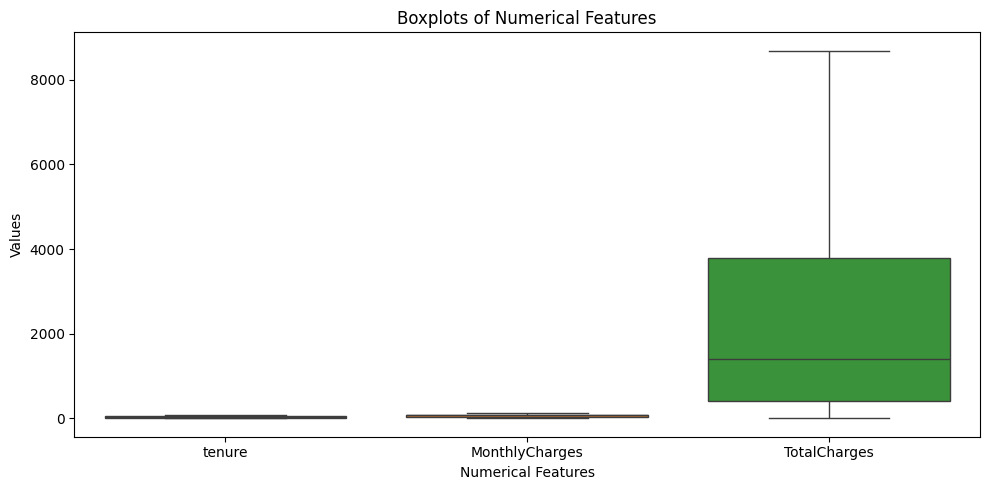 Boxplots of Numerical Features
Values
8000
6000
4000
2000
0
tenure
MonthlyCharges
TotalCharges
Numerical Features